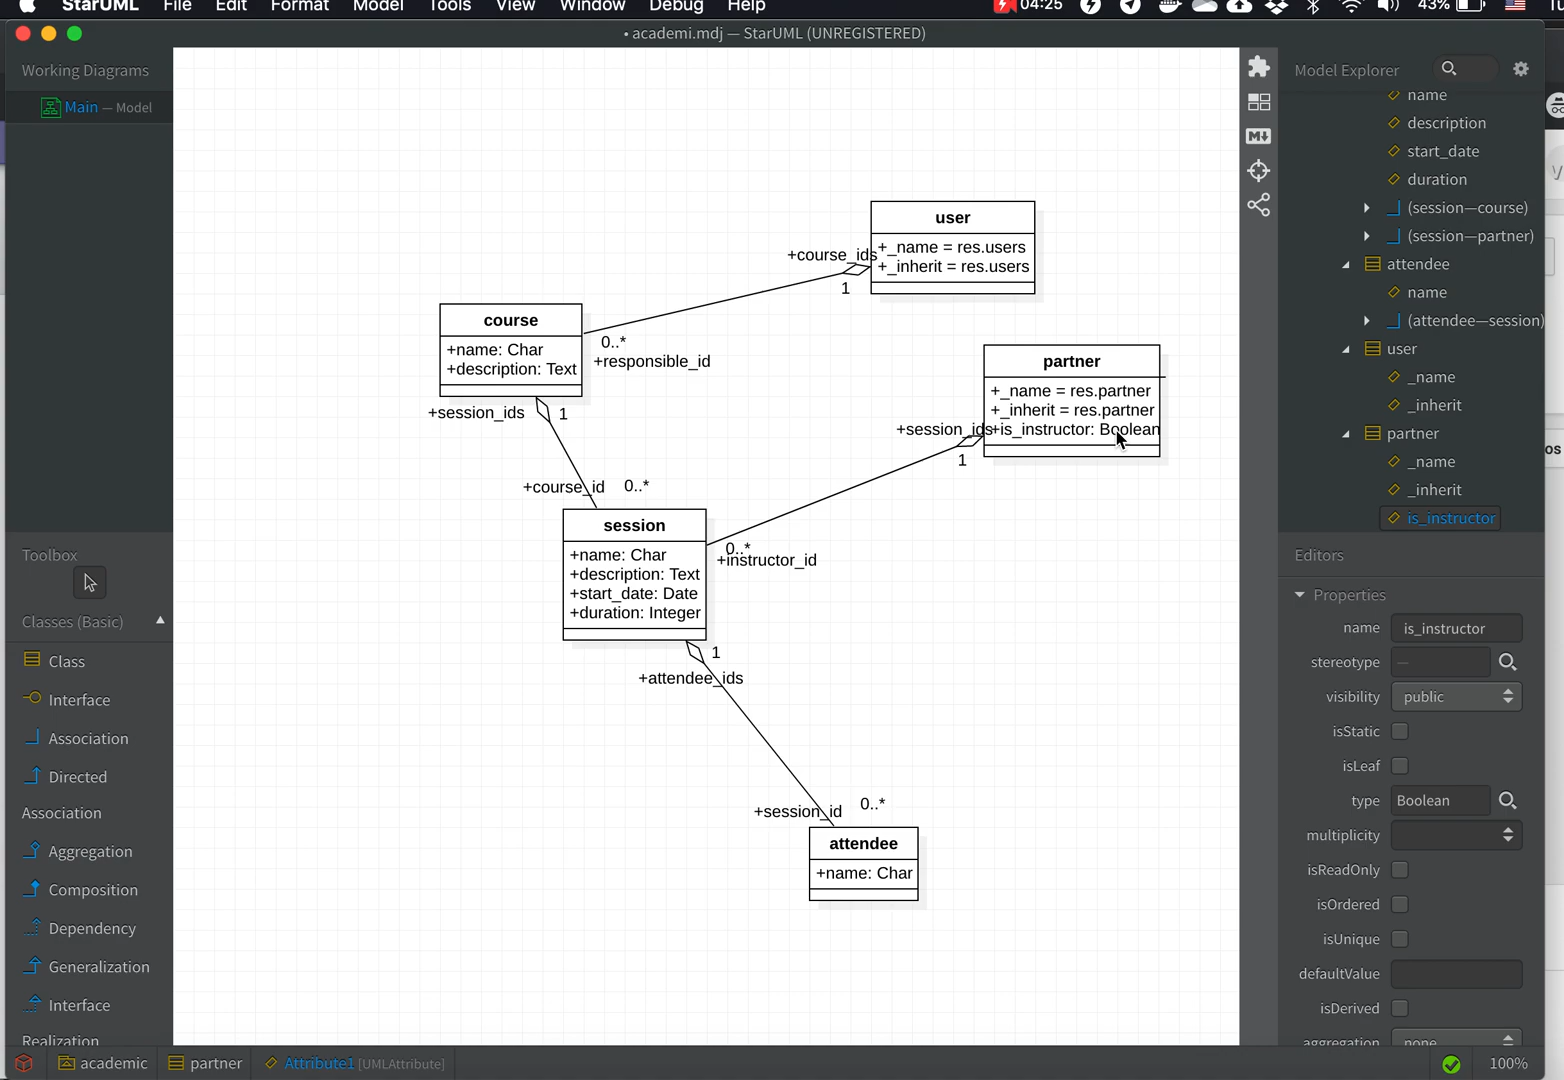 StarUML File Edit Format Model Tools View Window Debug Help 04:25 43%
• academi.mdj — StarUML (UNREGISTERED)
Working Diagrams
Main — Model
Toolbox
Classes (Basic)
Class
Interface
Association
Directed
Association
Aggregation
Composition
Dependency
Generalization
Interface
Realization
user
+_name = res.users
+_inherit = res.users
+course_ids
1
course
+name: Char
+description: Text
0..*
+responsible_id
partner
+_name = res.partner
+_inherit = res.partner
+is_instructor: Boolean
+session_ids
1
+session_ids
1
+course_id
0..*
session
+name: Char
+description: Text
+start_date: Date
+duration: Integer
0..*
+instructor_id
1
+attendee_ids
+session_id
0..*
attendee
+name: Char
M↓
Model Explorer
name
description
start_date
duration
(session—course)
(session—partner)
attendee
name
(attendee—session)
user
_name
_inherit
partner
_name
_inherit
is_instructor
os
Editors
Properties
name is_instructor
stereotype —
visibility public
isStatic
isLeaf
type Boolean
multiplicity
isReadOnly
isOrdered
isUnique
defaultValue
isDerived
aggregation none
academic partner Attribute1 [UMLAttribute]
100%